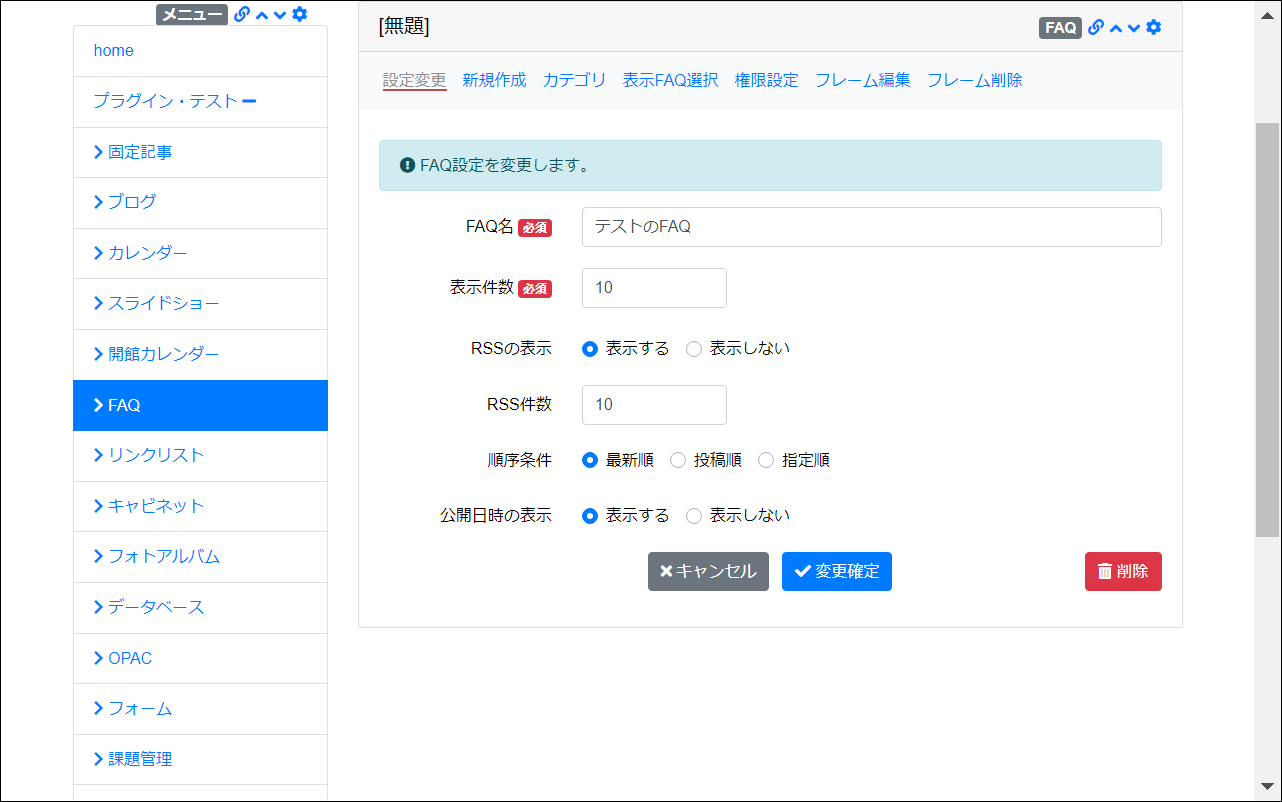 メニュー
home
プラグイン・テスト
固定記事
ブログ
カレンダー
スライドショー
開館カレンダー
FAQ
リンクリスト
キャビネット
フォトアルバム
データベース
OPAC
フォーム
課題管理
[無題]
FAQ
設定変更 新規作成 カテゴリ 表示FAQ選択 権限設定 フレーム編集 フレーム削除
FAQ設定を変更します。
FAQ名 必須 テストのFAQ
表示件数 必須 10
RSSの表示 表示する 表示しない
RSS件数 10
順序条件 最新順 投稿順 指定順
公開日時の表示 表示する 表示しない
キャンセル 変更確定 削除